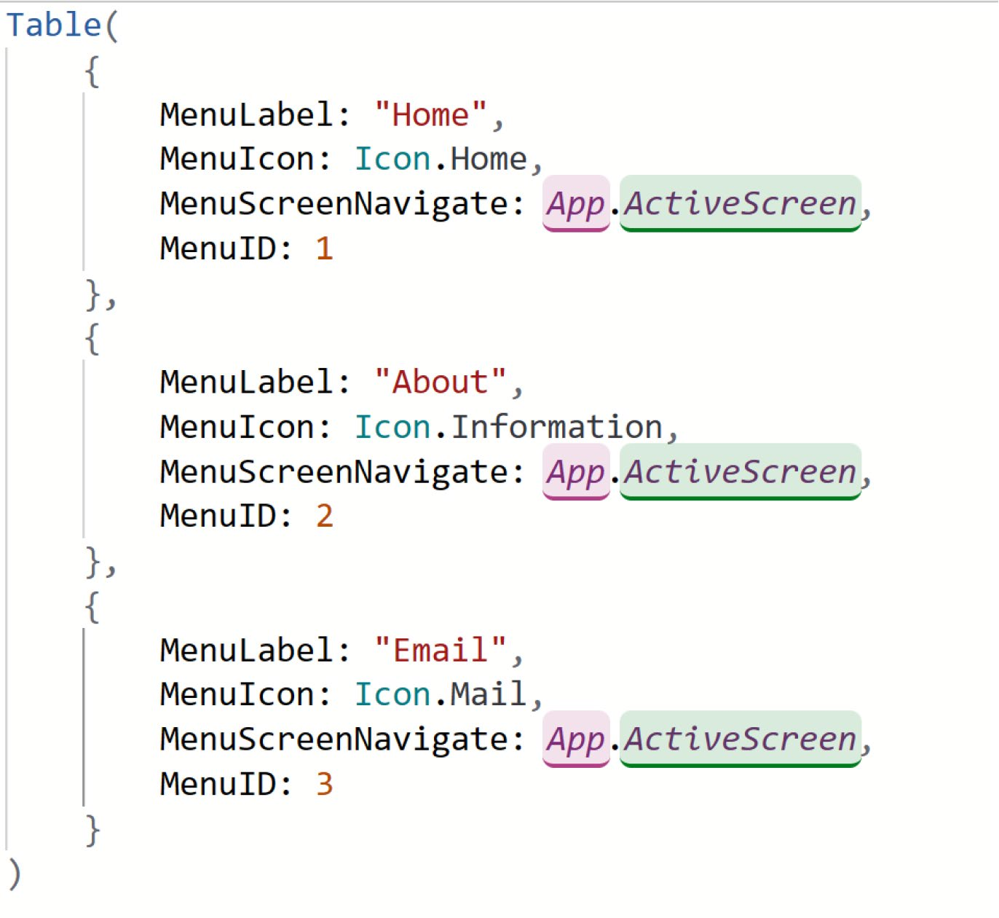 Table(
{
MenuLabel: "Home",
MenuIcon: Icon.Home,
MenuScreenNavigate: App.ActiveScreen,
MenuID: 1
},
{
MenuLabel: "About",
MenuIcon: Icon.Information,
MenuScreenNavigate: App.ActiveScreen,
MenuID: 2
},
{
MenuLabel: "Email",
MenuIcon: Icon.Mail,
MenuScreenNavigate: App.ActiveScreen,
MenuID: 3
}
)